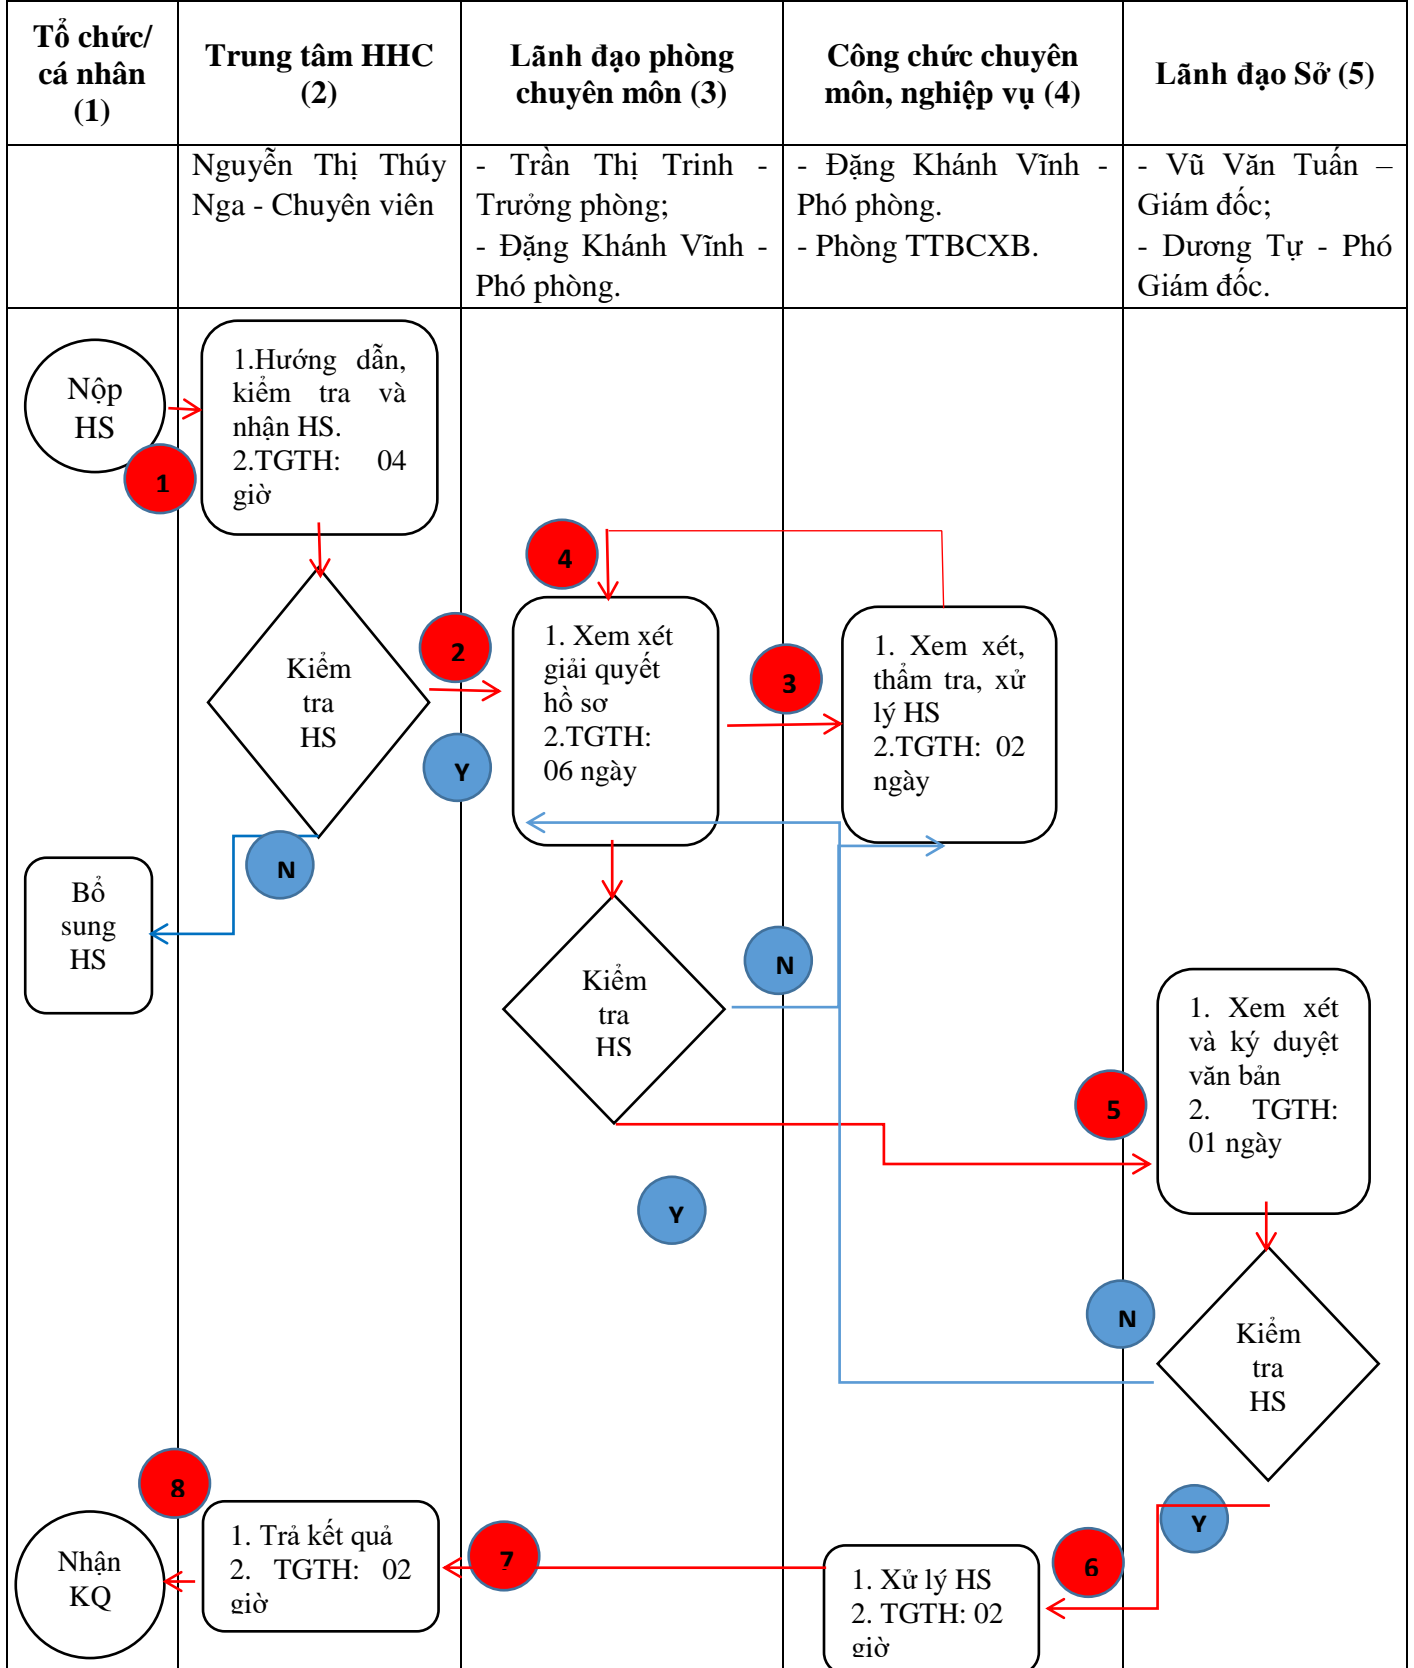 Tổ chức/
cá nhân
(1)
Trung tâm HHC
(2)
Lãnh đạo phòng
chuyên môn (3)
Công chức chuyên
môn, nghiệp vụ (4)
Lãnh đạo Sở (5)
Nguyễn Thị Thúy
Nga - Chuyên viên
- Trần Thị Trinh -
Trưởng phòng;
- Đặng Khánh Vĩnh -
Phó phòng.
- Đặng Khánh Vĩnh -
Phó phòng.
- Phòng TTBCXB.
- Vũ Văn Tuấn –
Giám đốc;
- Dương Tự - Phó
Giám đốc.
Nộp
HS
1
1.Hướng dẫn,
kiểm tra và
nhận HS.
2.TGTH: 04
giờ
Kiểm
tra
HS
2
Y
N
Bổ
sung
HS
4
1. Xem xét
giải quyết
hồ sơ
2.TGTH:
06 ngày
3
1. Xem xét,
thẩm tra, xử
lý HS
2.TGTH: 02
ngày
Kiểm
tra
HS
N
Y
5
1. Xem xét
và ký duyệt
văn bản
2. TGTH:
01 ngày
N
Kiểm
tra
HS
Y
6
1. Xử lý HS
2. TGTH: 02
giờ
7
1. Trả kết quả
2. TGTH: 02
giờ
8
Nhận
KQ